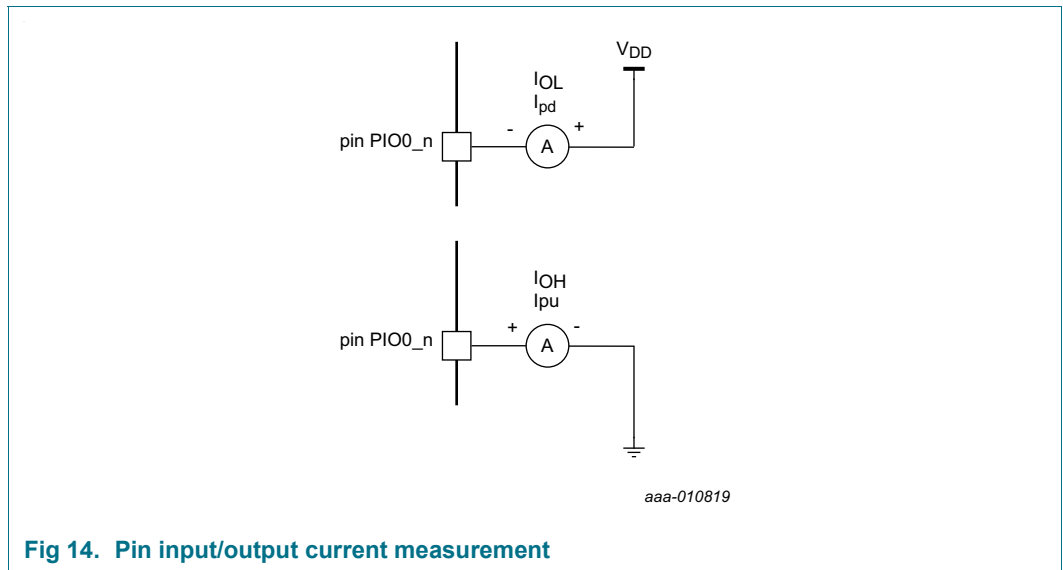 VDD
IOL
Ipd
pin PIO0_n
- A +
IOH
Ipu
pin PIO0_n
+ A -
aaa-010819
Fig 14. Pin input/output current measurement